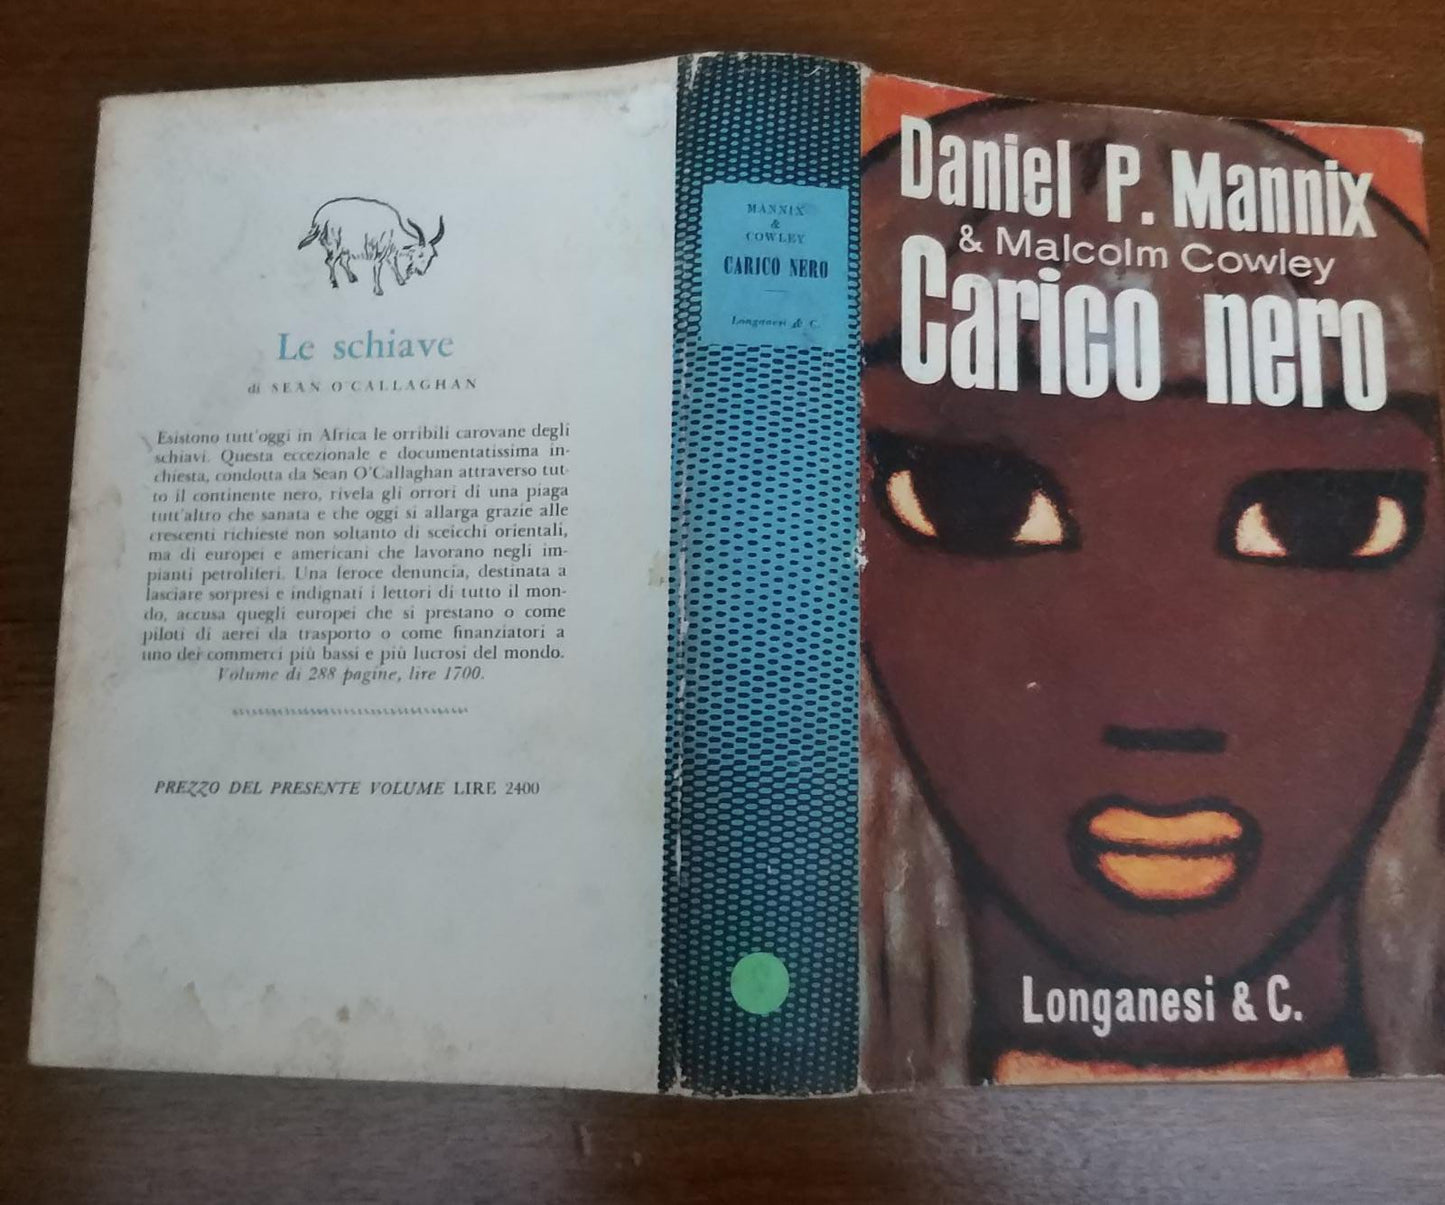 Le schiave
di SEAN O'CALLAGHAN
Esistono tutt'oggi in Africa le orribili carovane degli
schiavi. Questa eccezionale e documentatissima in-
chiesta, condotta da Sean O'Callaghan attraverso tut-
to il continente nero, rivela gli orrori di una piaga
tutt'altro che sanata e che oggi si allarga grazie alle
crescenti richieste non soltanto di sceicchi orientali,
ma di europei e americani che lavorano negli im-
pianti petroliferi. Una feroce denuncia, destinata a
lasciare sorpresi e indignati i lettori di tutto il mon-
do, accusa quegli europei che si prestano o come
piloti di aerei da trasporto o come finanziatori a
uno dei commerci più bassi e più lucrosi del mondo.
Volume di 288 pagine, lire 1700.
PREZZO DEL PRESENTE VOLUME LIRE 2400
MANNIX
&
COWLEY
CARICO NERO
Longanesi & C.
Daniel P. Mannix
& Malcolm Cowley
Carico nero
Longanesi & C.